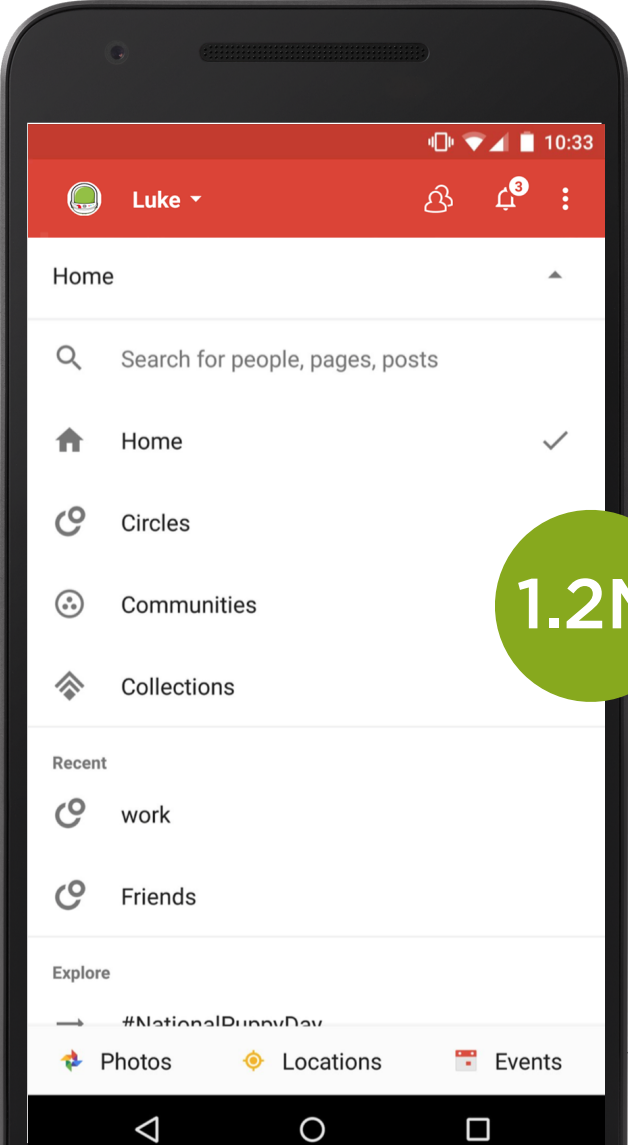 10:33
Luke
3
Home
Search for people, pages, posts
Home
Circles
Communities
1.2M
Collections
Recent
work
Friends
Explore
#NationalPuppyDay
Photos Locations Events